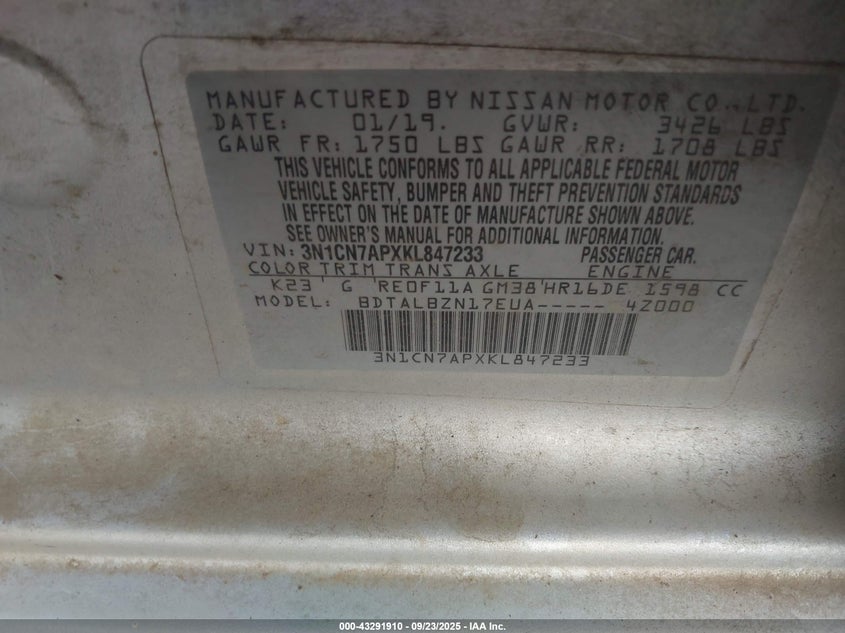 MANUFACTURED BY NISSAN MOTOR CO., LTD.
DATE: 01/19. GVWR: 3426 LBS
GAWR FR: 1750 LBS GAWR RR: 1708 LBS
THIS VEHICLE CONFORMS TO ALL APPLICABLE FEDERAL MOTOR
VEHICLE SAFETY, BUMPER AND THEFT PREVENTION STANDARDS
IN EFFECT ON THE DATE OF MANUFACTURE SHOWN ABOVE.
SEE OWNER'S MANUAL FOR ADDITIONAL INFORMATION.
VIN: 3N1CN7APXKL847233 PASSENGER CAR.
COLOR TRIM TRANS AXLE ENGINE
K23 G RE0F11A GM38 HR16DE 1598 CC
MODEL: BDTALBZN17EUA----- 4Z000
3N1CN7APXKL847233
000-43291910 - 09/23/2025 - IAA Inc.